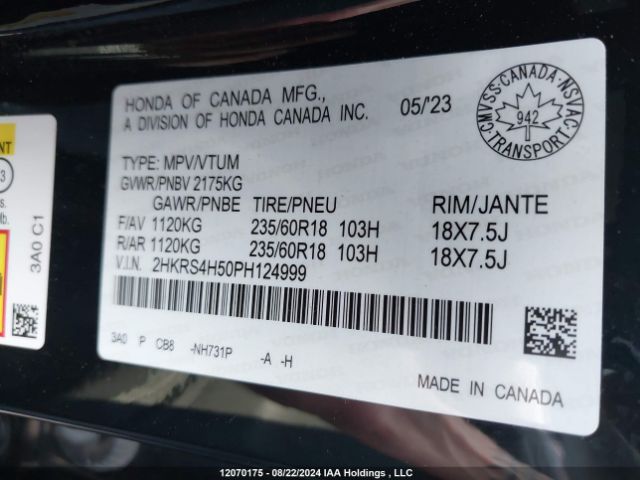 HONDA OF CANADA MFG.,
A DIVISION OF HONDA CANADA INC. 05/'23
CMVSS·CANADA·NSVAC
942
TRANSPORT
TYPE: MPV/VTUM
GVWR/PNBV 2175KG
GAWR/PNBE TIRE/PNEU RIM/JANTE
F/AV 1120KG 235/60R18 103H 18X7.5J
R/AR 1120KG 235/60R18 103H 18X7.5J
V.I.N. 2HKRS4H50PH124999
3A0 P CB8 -NH731P -A -H
MADE IN CANADA
NT
3
s.
b.
3A0 C1
12070175 - 08/22/2024 IAA Holdings , LLC